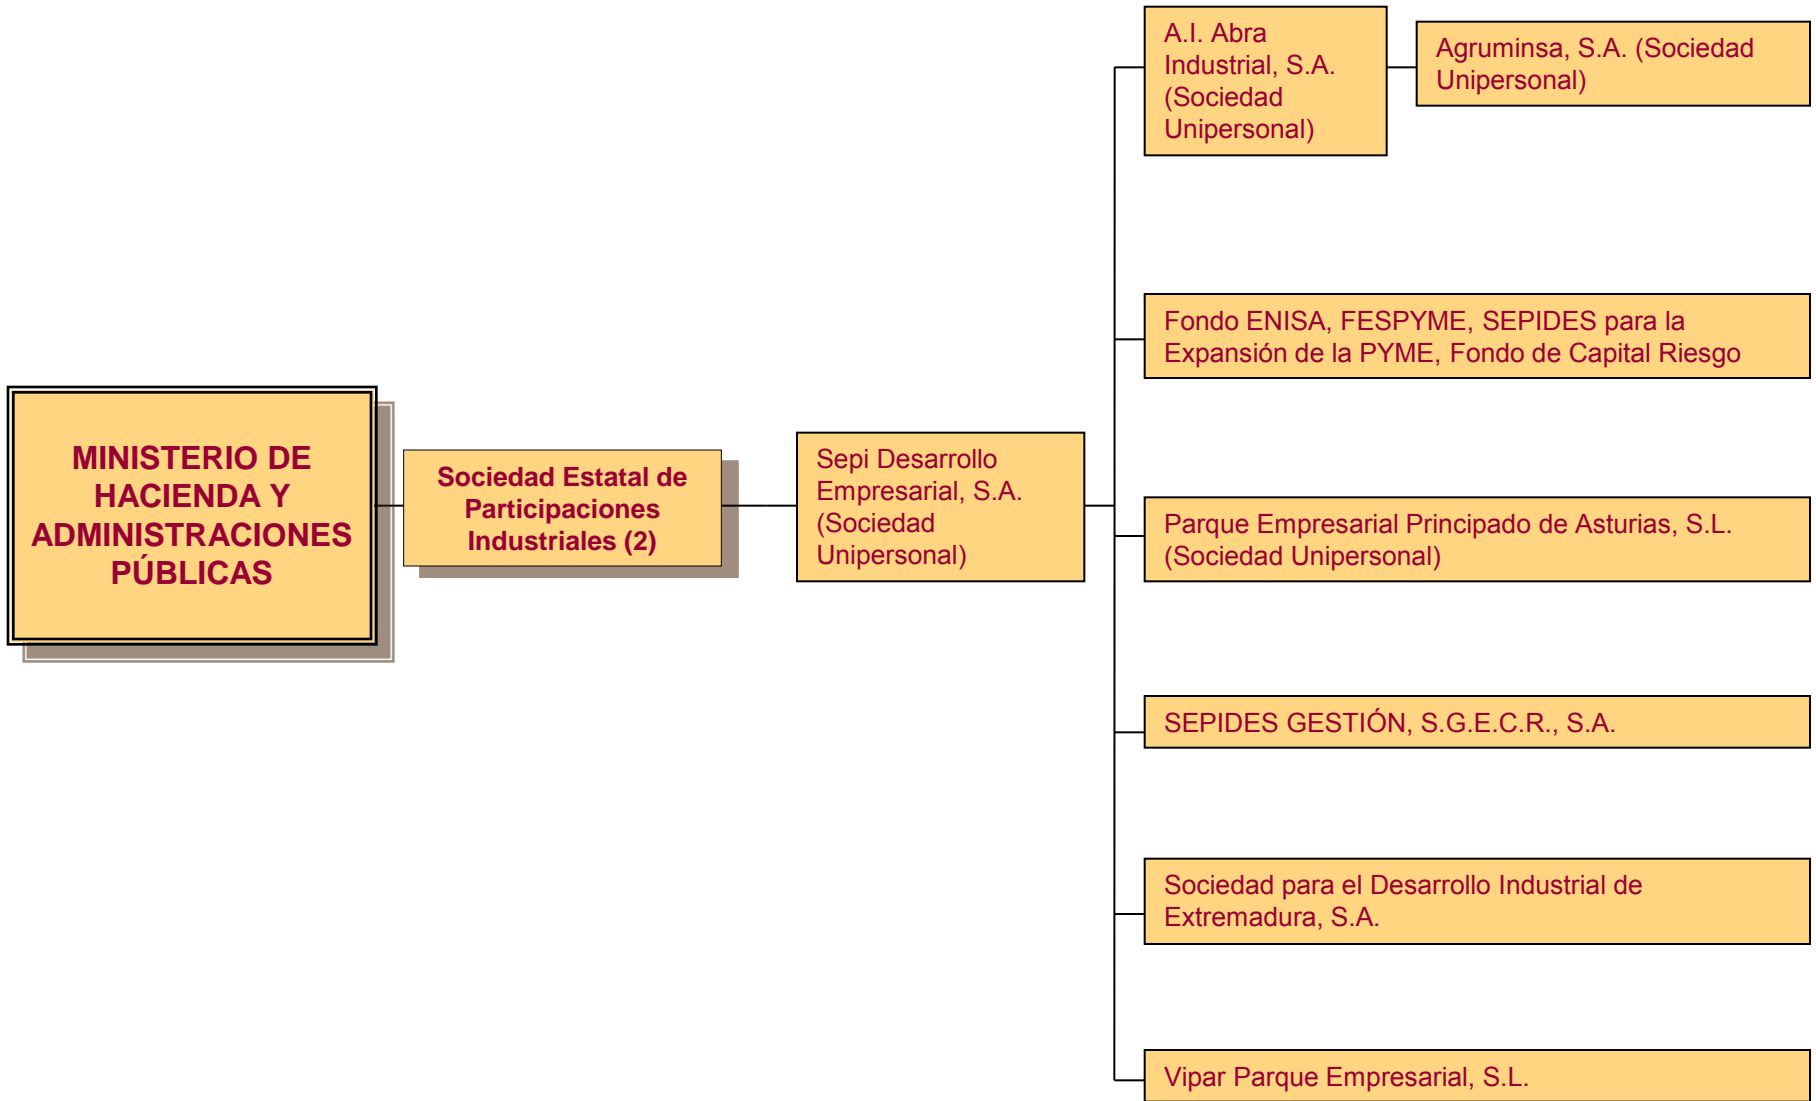 MINISTERIO DE
HACIENDA Y
ADMINISTRACIONES
PÚBLICAS
Sociedad Estatal de
Participaciones
Industriales (2)
Sepi Desarrollo
Empresarial, S.A.
(Sociedad
Unipersonal)
A.I. Abra
Industrial, S.A.
(Sociedad
Unipersonal)
Agruminsa, S.A. (Sociedad
Unipersonal)
Fondo ENISA, FESPYME, SEPIDES para la
Expansión de la PYME, Fondo de Capital Riesgo
Parque Empresarial Principado de Asturias, S.L.
(Sociedad Unipersonal)
SEPIDES GESTIÓN, S.G.E.C.R., S.A.
Sociedad para el Desarrollo Industrial de
Extremadura, S.A.
Vipar Parque Empresarial, S.L.